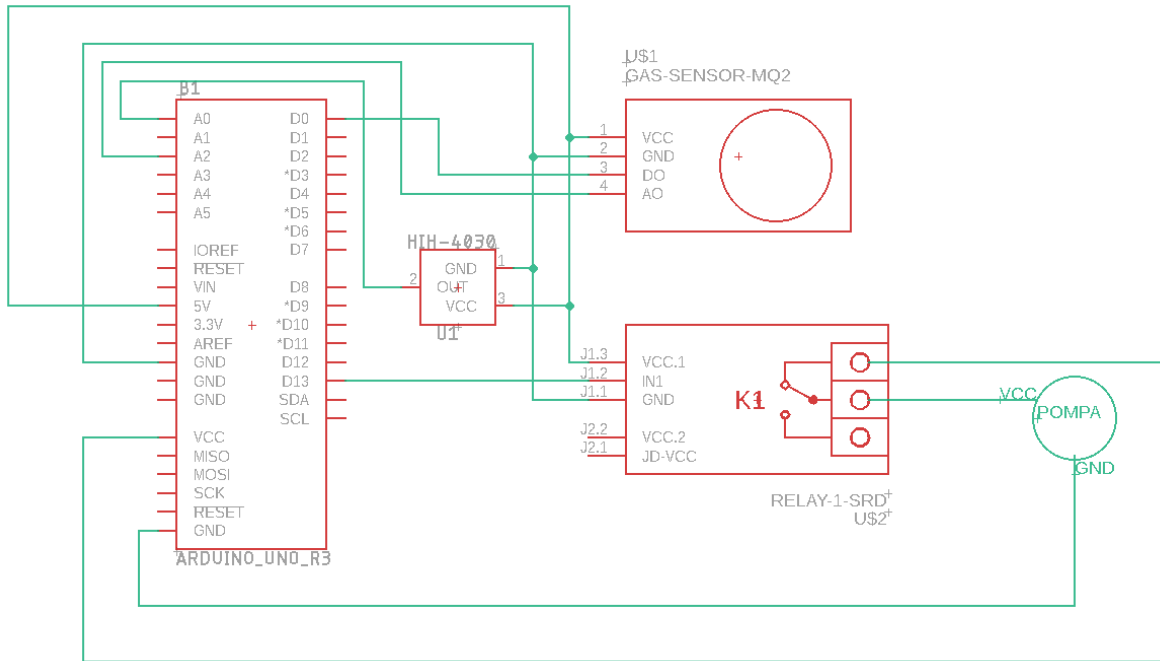 U$1
GAS-SENSOR-MQ2
B1
A0 D0
A1 D1
A2 D2
A3 *D3
A4 D4
A5 *D5
*D6
IOREF D7
RESET
VIN D8
5V *D9
3.3V *D10
AREF *D11
GND D12
GND D13
GND SDA
SCL
VCC
MISO
MOSI
SCK
RESET
GND
ARDUINO_UNO_R3
1 VCC
2 GND
3 DO
4 AO
HIH-4030
GND 1
2 OUT
VCC 3
U1
J1.3 VCC.1
J1.2 IN1
J1.1 GND
J2.2 VCC.2
J2.1 JD-VCC
K1
RELAY-1-SRD
U$2
VCC
POMPA
GND